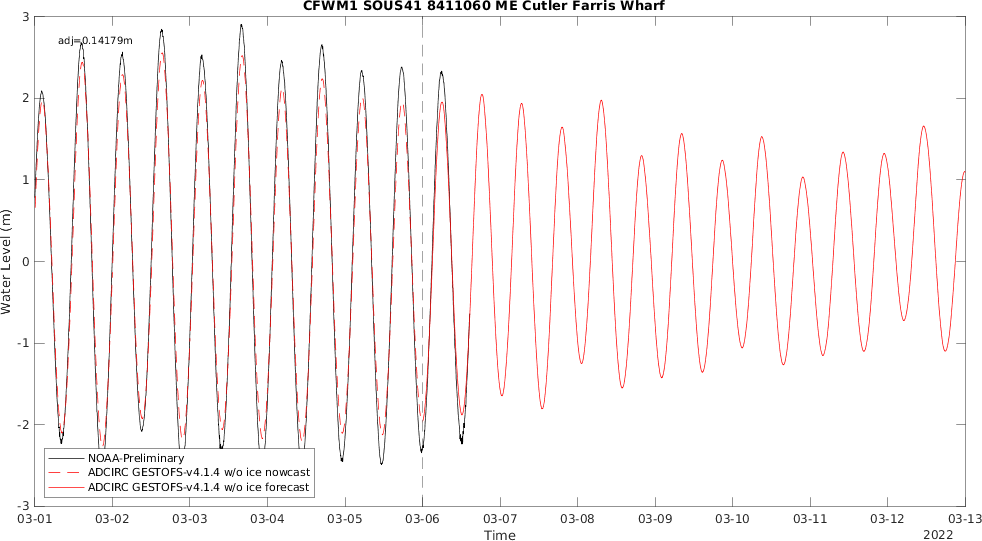 CFWM1 SOUS41 8411060 ME Cutler Farris Wharf
adj=0.14179m
3
2
1
0
-1
-2
-3
Water Level (m)
NOAA-Preliminary
ADCIRC GESTOFS-v4.1.4 w/o ice nowcast
ADCIRC GESTOFS-v4.1.4 w/o ice forecast
03-01 03-02 03-03 03-04 03-05 03-06 03-07 03-08 03-09 03-10 03-11 03-12 03-13
Time
2022